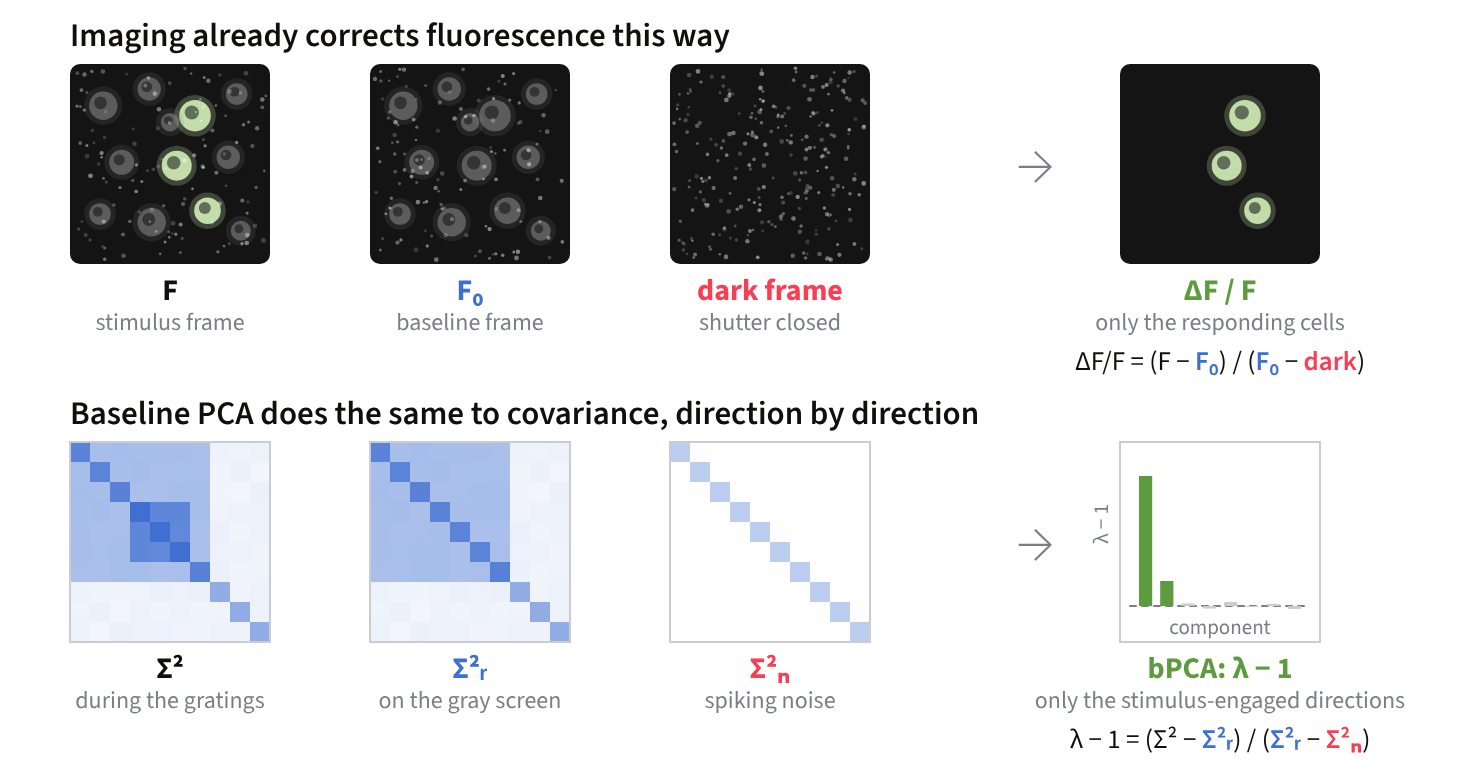 Imaging already corrects fluorescence this way
F
stimulus frame
F₀
baseline frame
dark frame
shutter closed
ΔF / F
only the responding cells
ΔF/F = (F − F₀) / (F₀ − dark)
Baseline PCA does the same to covariance, direction by direction
λ − 1
component
Σ²
during the gratings
Σ²ᵣ
on the gray screen
Σ²ₙ
spiking noise
bPCA: λ − 1
only the stimulus-engaged directions
λ − 1 = (Σ² − Σ²ᵣ) / (Σ²ᵣ − Σ²ₙ)